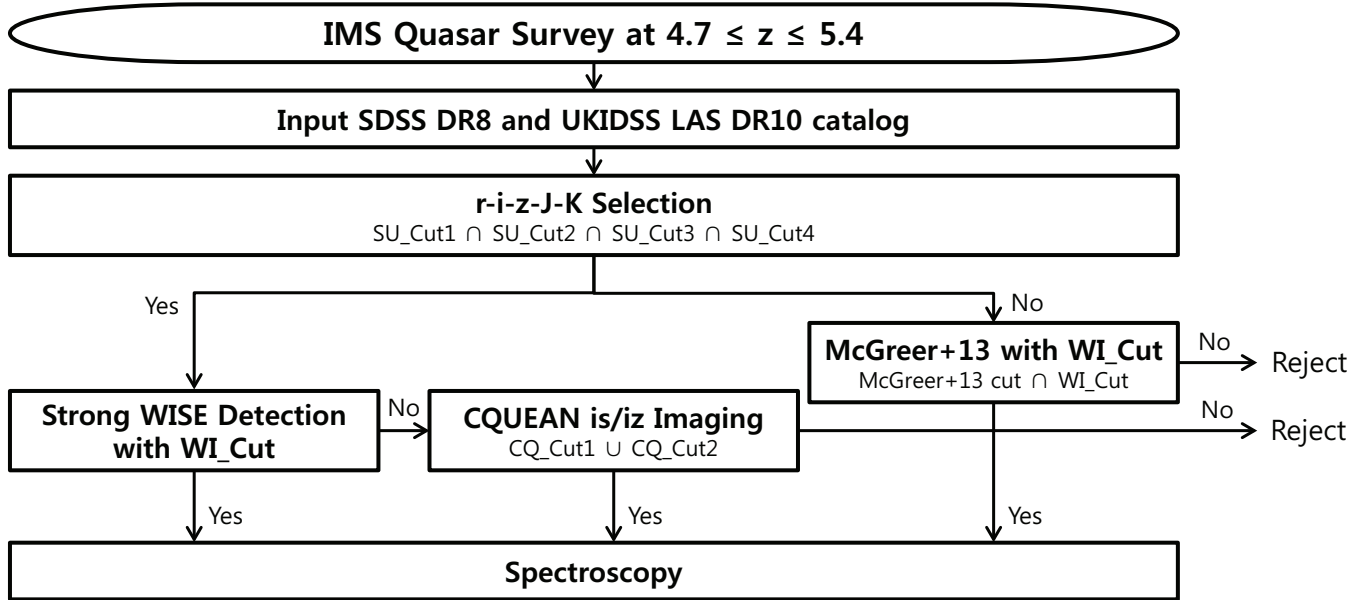 IMS Quasar Survey at 4.7 ≤ z ≤ 5.4
Input SDSS DR8 and UKIDSS LAS DR10 catalog
r-i-z-J-K Selection
SU_Cut1 ∩ SU_Cut2 ∩ SU_Cut3 ∩ SU_Cut4
Yes
No
McGreer+13 with WI_Cut
McGreer+13 cut ∩ WI_Cut
No
Reject
Strong WISE Detection
with WI_Cut
No
CQUEAN is/iz Imaging
CQ_Cut1 ∪ CQ_Cut2
No
Reject
Yes
Yes
Yes
Spectroscopy